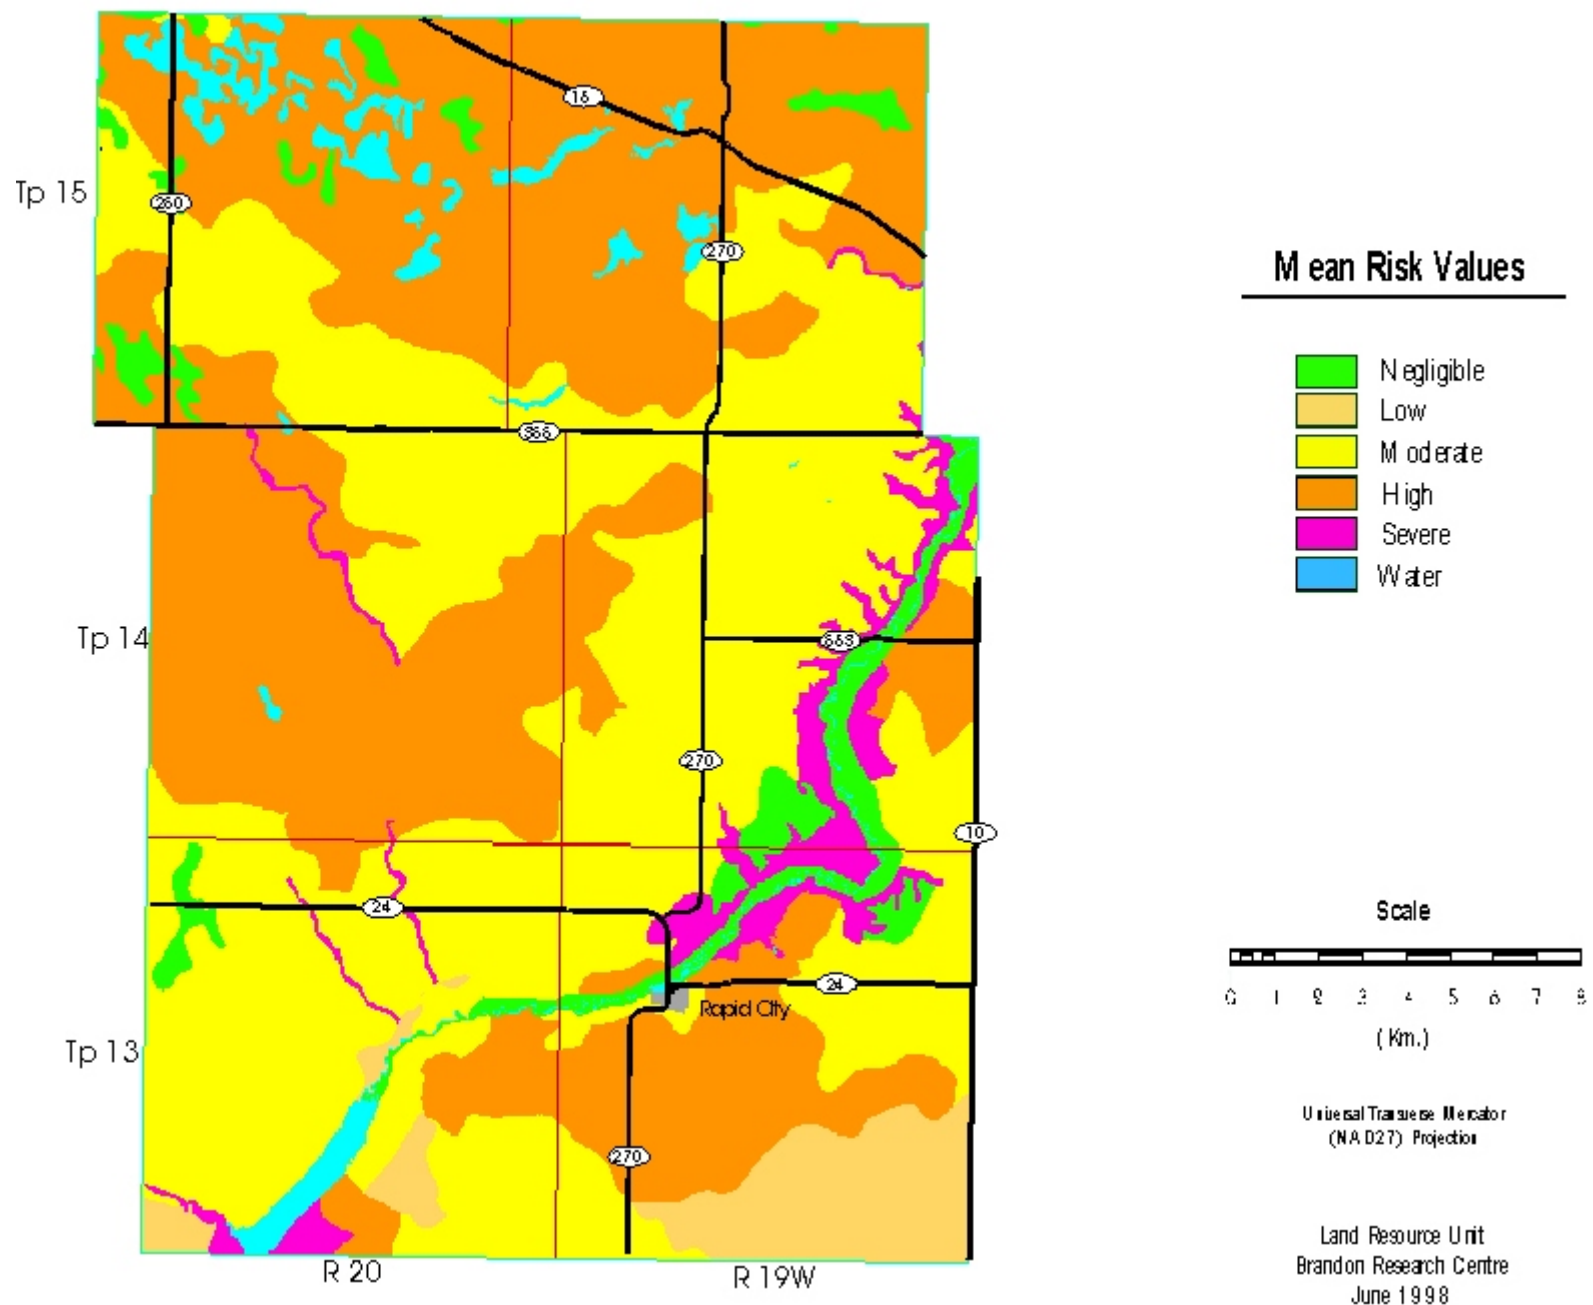 16
Tp 15
260
270
Mean Risk Values
Negligible
Low
Moderate
High
Severe
Water
366
Tp 14
563
270
10
24
Scale
24
Rapid City
0 1 2 3 4 5 6 7 8
(Km.)
Tp 13
Universal Transverse Mercator
(NAD27) Projection
270
Land Resource Unit
Brandon Research Centre
June 1998
R 20
R 19W